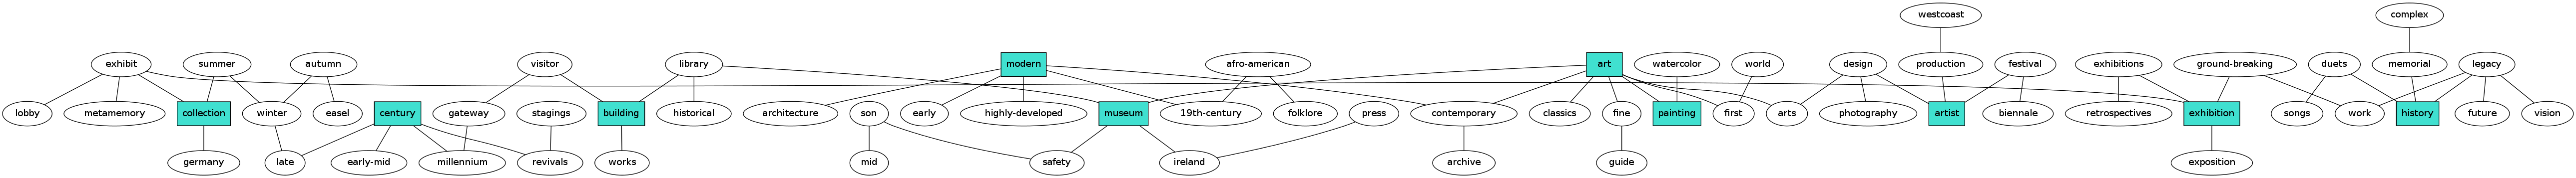 westcoast complex
exhibit summer autumn visitor library modern afro-american art watercolor world design production festival exhibitions ground-breaking duets memorial legacy
lobby metamemory collection winter easel century gateway stagings building historical architecture son early highly-developed museum 19th-century folklore press contemporary classics fine painting first arts photography artist biennale retrospectives exhibition songs work history future vision
germany late early-mid millennium revivals works mid safety ireland archive guide exposition